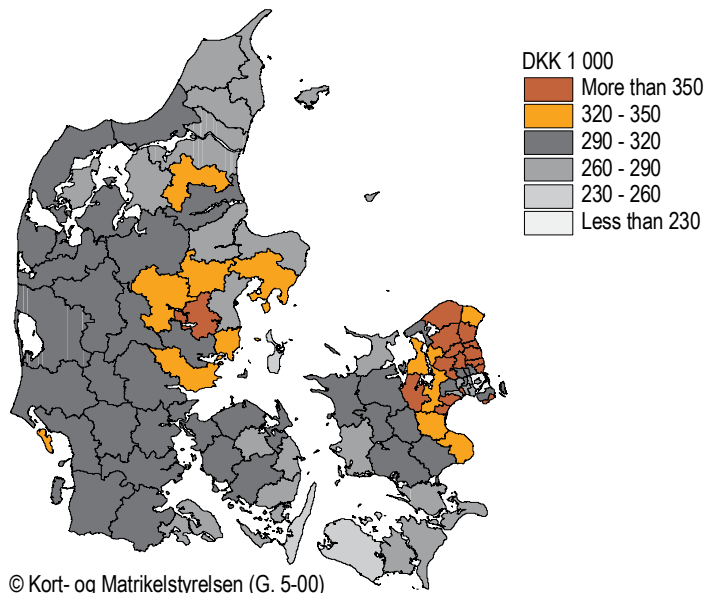 DKK 1 000
More than 350
320 - 350
290 - 320
260 - 290
230 - 260
Less than 230
© Kort- og Matrikelstyrelsen (G. 5-00)